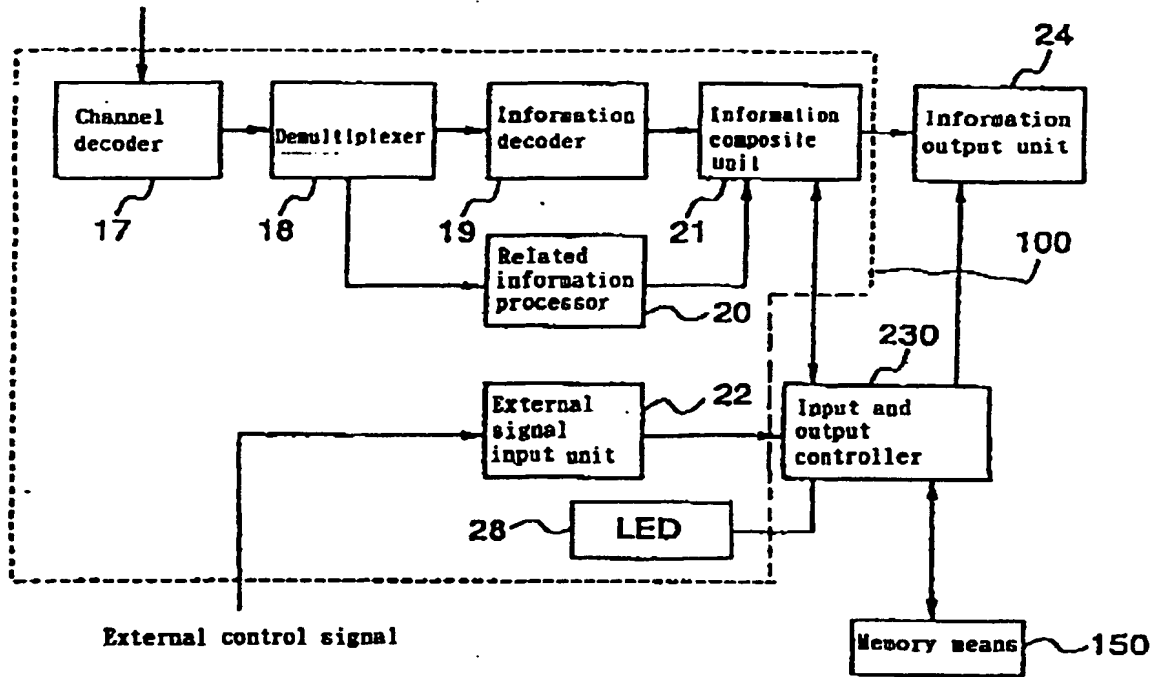 24
Channel
decoder
Demultiplexer
Information
decoder
Information
composite
unit
Information
output unit
17
18
19
21
Related
information
processor
20
100
230
External
signal
input unit
22
Input and
output
controller
28
LED
External control signal
Memory means
150